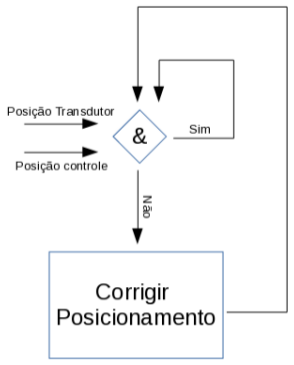 Posição Transdutor
&
Sim
Posição controle
Não
Corrigir
Posicionamento